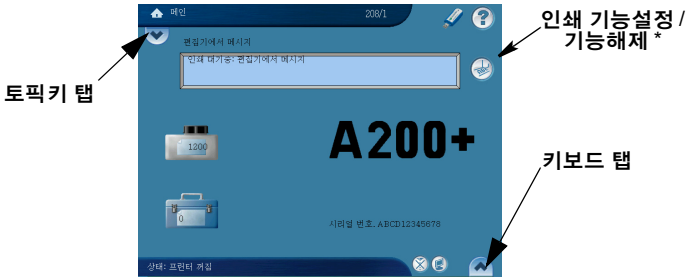 메인 208/1
인쇄 기능설정 /
기능해제 *
편집기에서 메시지
인쇄 대기중: 편집기에서 메시지
토픽키 탭
1200
A200+
키보드 탭
0
시리얼 번호. ABCD12345678
상태: 프린터 꺼짐